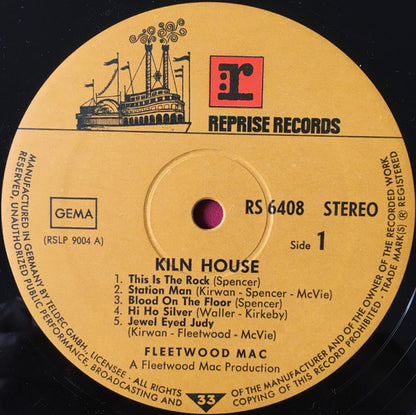 r:
REPRISE RECORDS
GEMA
(RSLP 9004 A)
RS 6408 STEREO
Side 1
KILN HOUSE
1. This Is The Rock (Spencer)
2. Station Man (Kirwan - Spencer - McVie)
3. Blood On The Floor (Spencer)
4. Hi Ho Silver (Waller - Kirkeby)
5. Jewel Eyed Judy
(Kirwan - Fleetwood - McVie)
FLEETWOOD MAC
A Fleetwood Mac Production
33
MANUFACTURED IN GERMANY BY TELDEC GMBH. LICENSEE · ALL RIGHTS
RESERVED, UNAUTHORIZED PUBLIC PERFORMANCE, BROADCASTING AND
OF THE MANUFACTURER AND OF THE OWNER OF THE RECORDED WORK
OF COPYING OF THIS RECORD PROHIBITED · TRADE MARK(S) ® REGISTERED